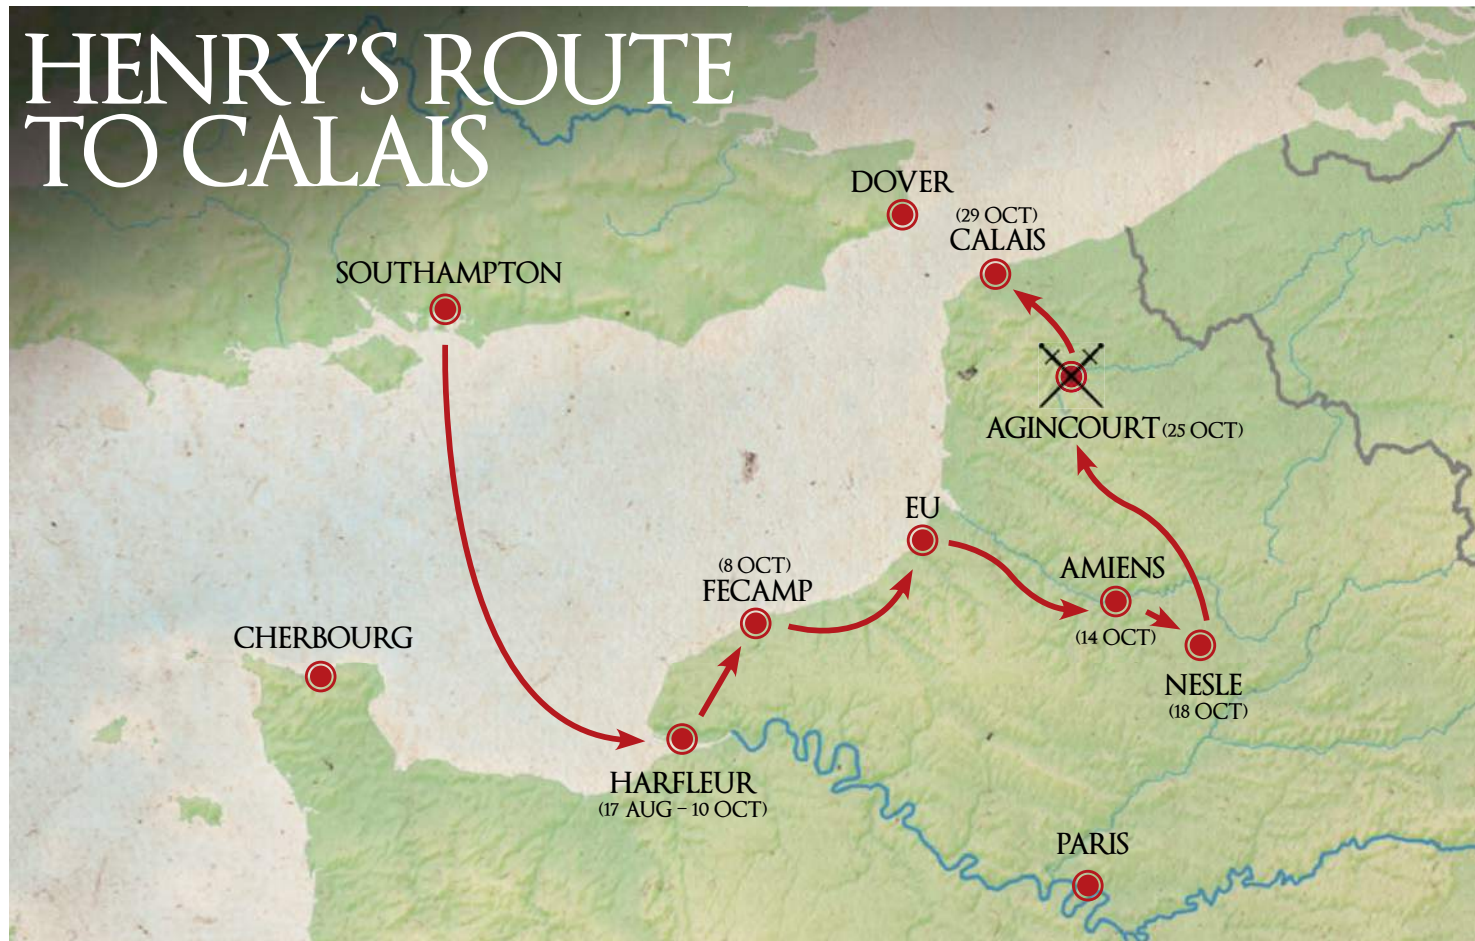 HENRY'S ROUTE
TO CALAIS
DOVER
(29 OCT)
CALAIS
SOUTHAMPTON
AGINCOURT (25 OCT)
EU
(8 OCT)
FECAMP
AMIENS
(14 OCT)
CHERBOURG
NESLE
(18 OCT)
HARFLEUR
(17 AUG – 10 OCT)
PARIS